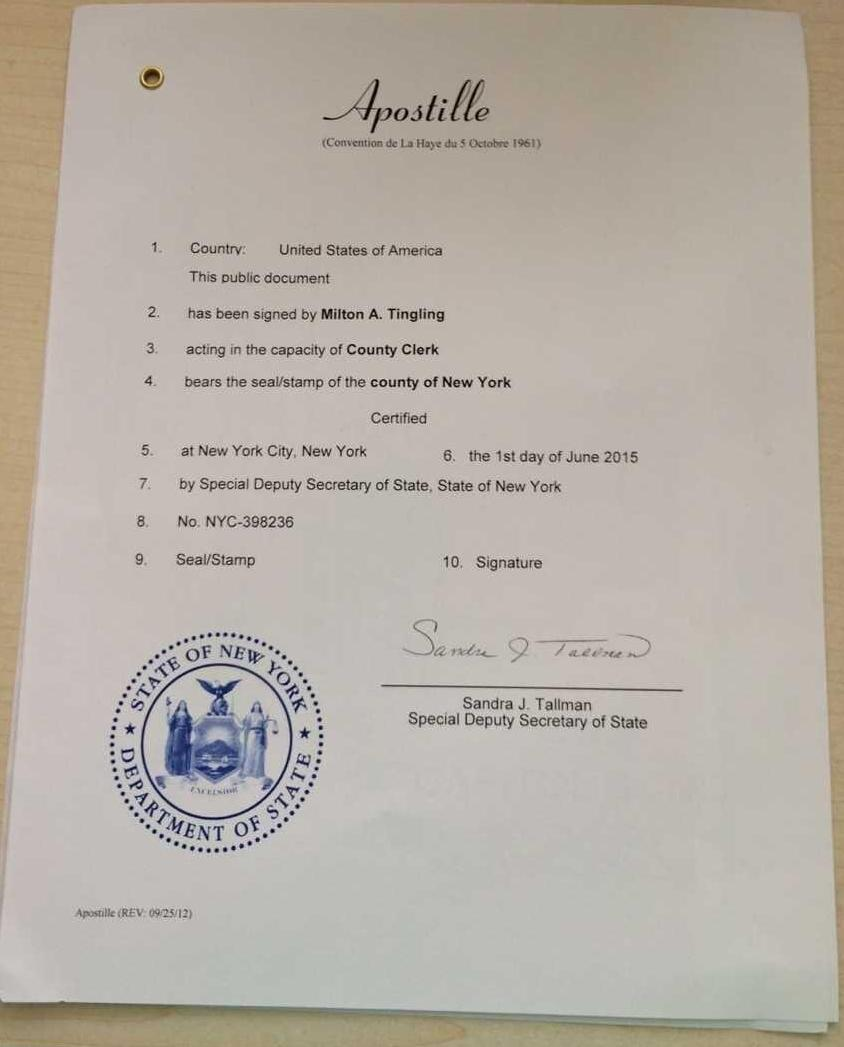 Apostille
(Convention de La Haye du 5 Octobre 1961)
1. Country: United States of America
This public document
2. has been signed by Milton A. Tingling
3. acting in the capacity of County Clerk
4. bears the seal/stamp of the county of New York
Certified
5. at New York City, New York 6. the 1st day of June 2015
7. by Special Deputy Secretary of State, State of New York
8. No. NYC-398236
9. Seal/Stamp 10. Signature
Sandra J. Tallman
Sandra J. Tallman
Special Deputy Secretary of State
STATE OF NEW YORK
EXCELSIOR
★ DEPARTMENT OF STATE ★
Apostille (REV: 09/25/12)